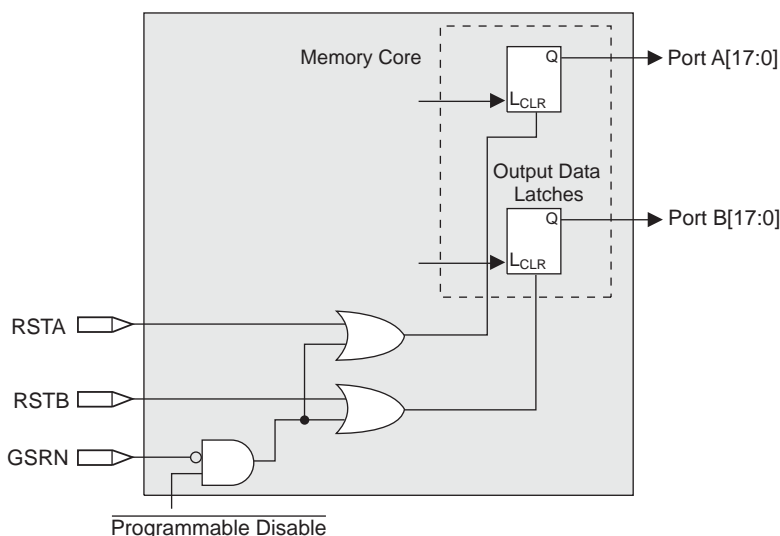 Memory Core
Q
Port A[17:0]
LCLR
Output Data
Latches
Q
Port B[17:0]
LCLR
RSTA
RSTB
GSRN
Programmable Disable